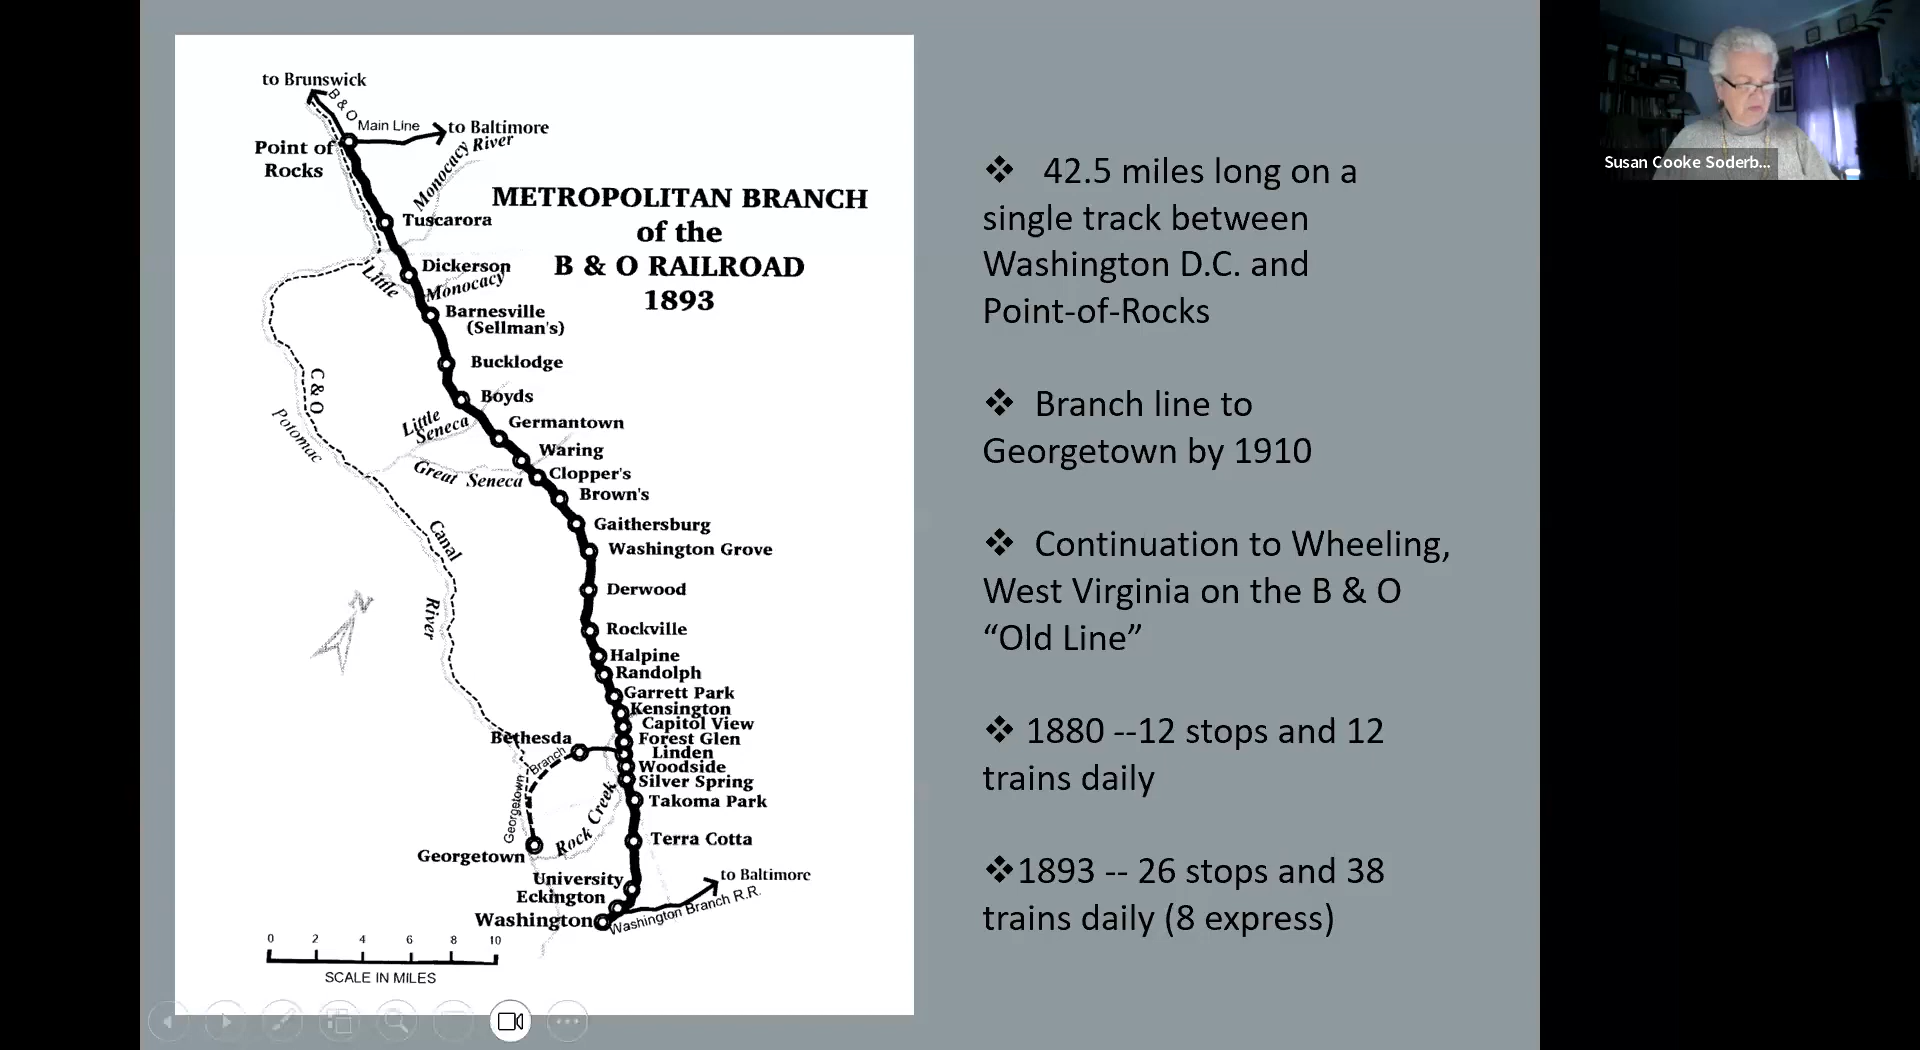 to Brunswick
B & O
Main Line
to Baltimore
Point of
Rocks
Monocacy River
METROPOLITAN BRANCH
of the
B & O RAILROAD
1893
Tuscarora
Dickerson
Little Monocacy
Barnesville
(Sellman's)
Bucklodge
C & O
Boyds
Potomac
Little
Seneca
Germantown
Waring
Great Seneca
Clopper's
Brown's
Gaithersburg
Canal
Washington Grove
N
Derwood
River
Rockville
Halpine
Randolph
Garrett Park
Kensington
Capitol View
Bethesda
Forest Glen
Linden
Woodside
Silver Spring
Georgetown Branch
Takoma Park
Rock Creek
Terra Cotta
Georgetown
University
to Baltimore
Eckington
Washington
Washington Branch R.R.
0 2 4 6 8 10
SCALE IN MILES
❖ 42.5 miles long on a
single track between
Washington D.C. and
Point-of-Rocks
❖ Branch line to
Georgetown by 1910
❖ Continuation to Wheeling,
West Virginia on the B & O
“Old Line”
❖ 1880 --12 stops and 12
trains daily
❖1893 -- 26 stops and 38
trains daily (8 express)
Susan Cooke Soderb...